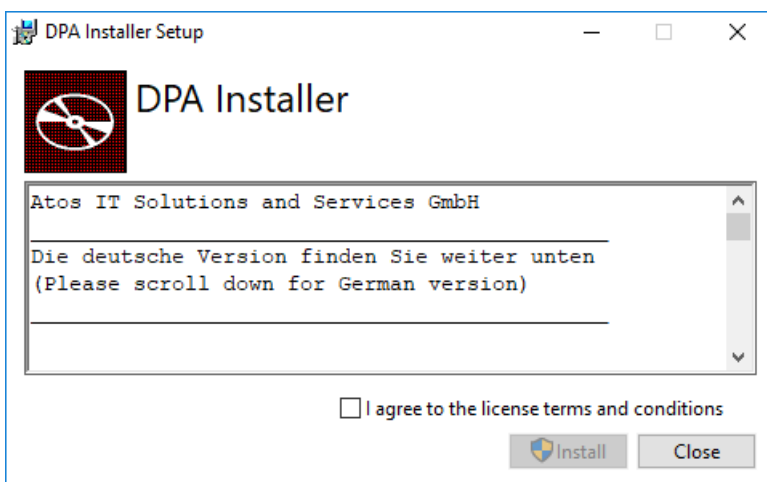 DPA Installer Setup
DPA Installer
Atos IT Solutions and Services GmbH
Die deutsche Version finden Sie weiter unten
(Please scroll down for German version)
I agree to the license terms and conditions
Install
Close